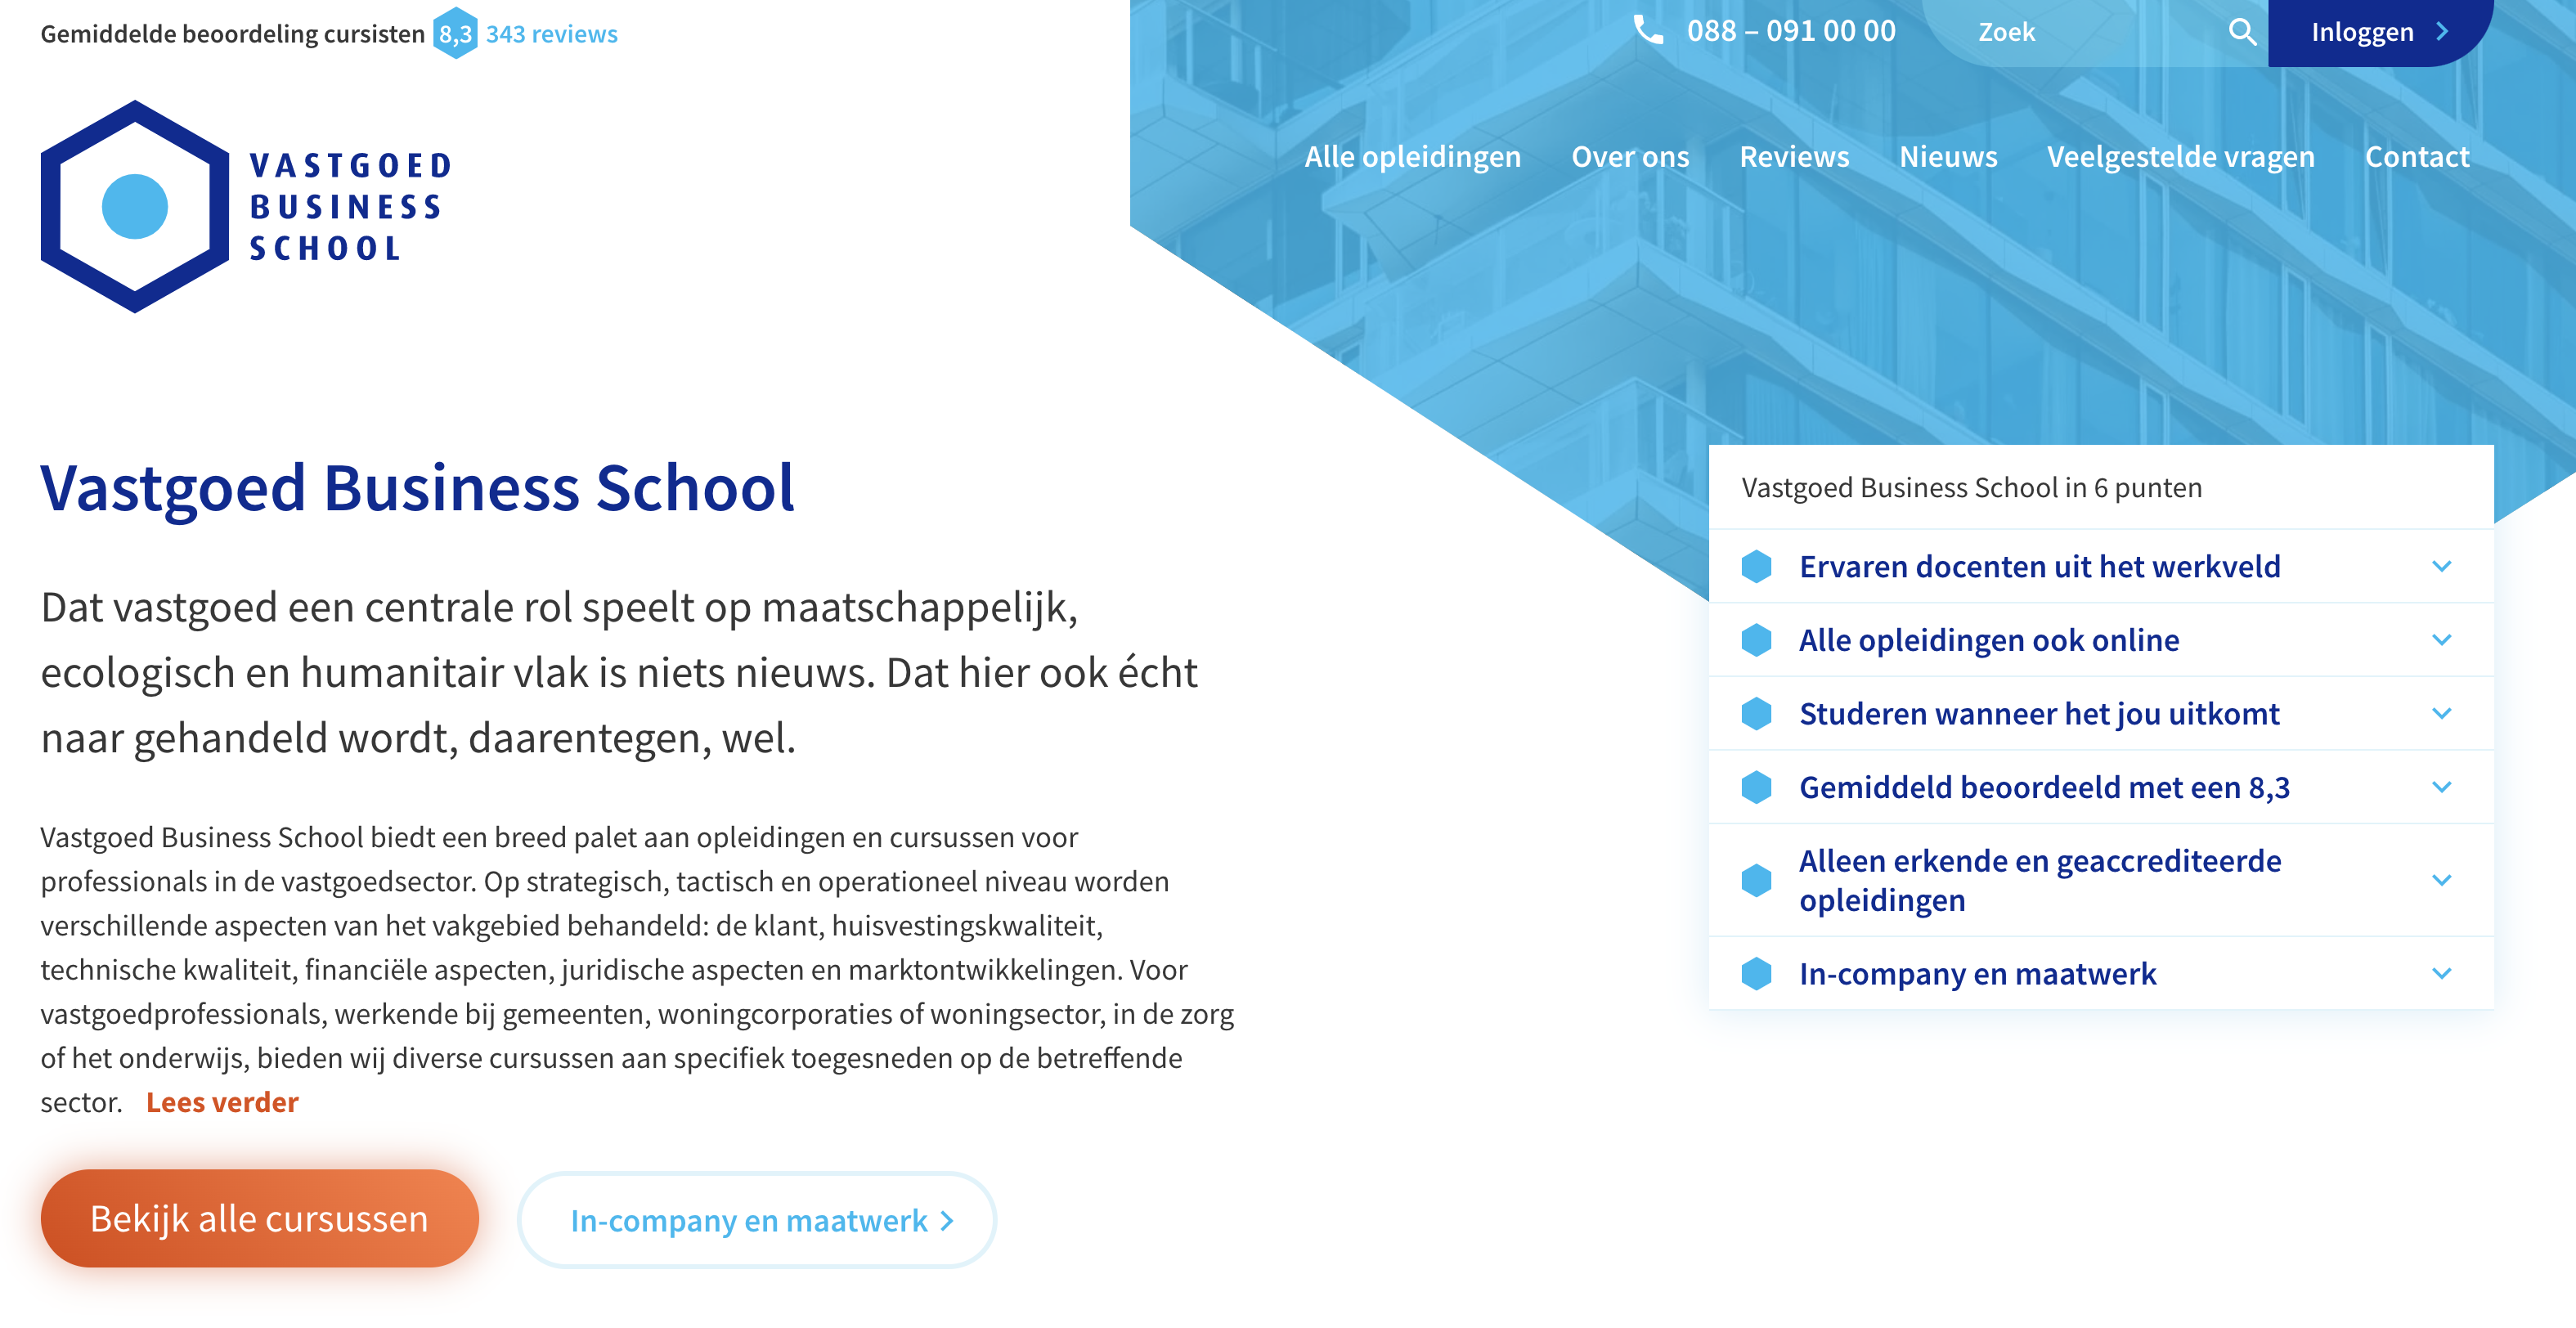 Gemiddelde beoordeling cursisten 8,3 343 reviews
088 – 091 00 00
Zoek
Inloggen
VASTGOED
BUSINESS
SCHOOL
Alle opleidingen
Over ons
Reviews
Nieuws
Veelgestelde vragen
Contact
Vastgoed Business School
Dat vastgoed een centrale rol speelt op maatschappelijk,
ecologisch en humanitair vlak is niets nieuws. Dat hier ook écht
naar gehandeld wordt, daarentegen, wel.
Vastgoed Business School biedt een breed palet aan opleidingen en cursussen voor
professionals in de vastgoedsector. Op strategisch, tactisch en operationeel niveau worden
verschillende aspecten van het vakgebied behandeld: de klant, huisvestingskwaliteit,
technische kwaliteit, financiële aspecten, juridische aspecten en marktontwikkelingen. Voor
vastgoedprofessionals, werkende bij gemeenten, woningcorporaties of woningsector, in de zorg
of het onderwijs, bieden wij diverse cursussen aan specifiek toegesneden op de betreffende
sector. Lees verder
Bekijk alle cursussen
In-company en maatwerk
Vastgoed Business School in 6 punten
Ervaren docenten uit het werkveld
Alle opleidingen ook online
Studeren wanneer het jou uitkomt
Gemiddeld beoordeeld met een 8,3
Alleen erkende en geaccrediteerde
opleidingen
In-company en maatwerk